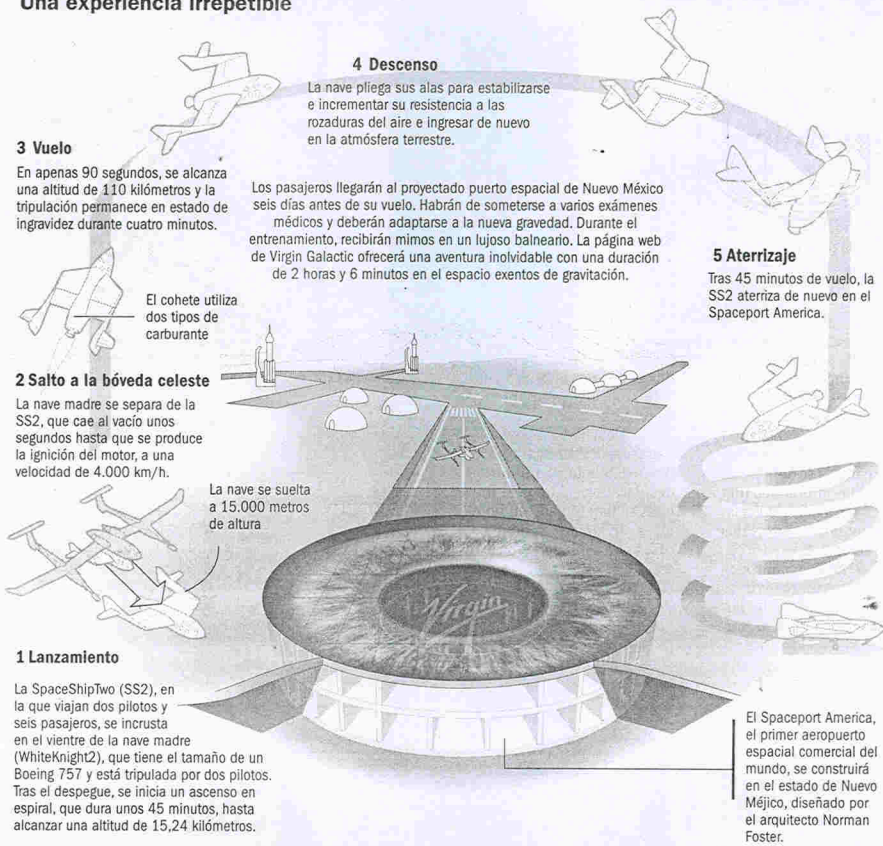 Una experiencia irrepetible
4 Descenso
La nave pliega sus alas para estabilizarse
e incrementar su resistencia a las
rozaduras del aire e ingresar de nuevo
en la atmósfera terrestre.
3 Vuelo
En apenas 90 segundos, se alcanza
una altitud de 110 kilómetros y la
tripulación permanece en estado de
ingravidez durante cuatro minutos.
Los pasajeros llegarán al proyectado puerto espacial de Nuevo México
seis días antes de su vuelo. Habrán de someterse a varios exámenes
médicos y deberán adaptarse a la nueva gravedad. Durante el
entrenamiento, recibirán mimos en un lujoso balneario. La página web
de Virgin Galactic ofrecerá una aventura inolvidable con una duración
de 2 horas y 6 minutos en el espacio exentos de gravitación.
5 Aterrizaje
Tras 45 minutos de vuelo, la
SS2 aterriza de nuevo en el
Spaceport America.
El cohete utiliza
dos tipos de
carburante
2 Salto a la bóveda celeste
La nave madre se separa de la
SS2, que cae al vacío unos
segundos hasta que se produce
la ignición del motor, a una
velocidad de 4.000 km/h.
La nave se suelta
a 15.000 metros
de altura
Virgin
1 Lanzamiento
La SpaceShipTwo (SS2), en
la que viajan dos pilotos y
seis pasajeros, se incrusta
en el vientre de la nave madre
(WhiteKnight2), que tiene el tamaño de un
Boeing 757 y está tripulada por dos pilotos.
Tras el despegue, se inicia un ascenso en
espiral, que dura unos 45 minutos, hasta
alcanzar una altitud de 15,24 kilómetros.
El Spaceport America,
el primer aeropuerto
espacial comercial del
mundo, se construirá
en el estado de Nuevo
Méjico, diseñado por
el arquitecto Norman
Foster.